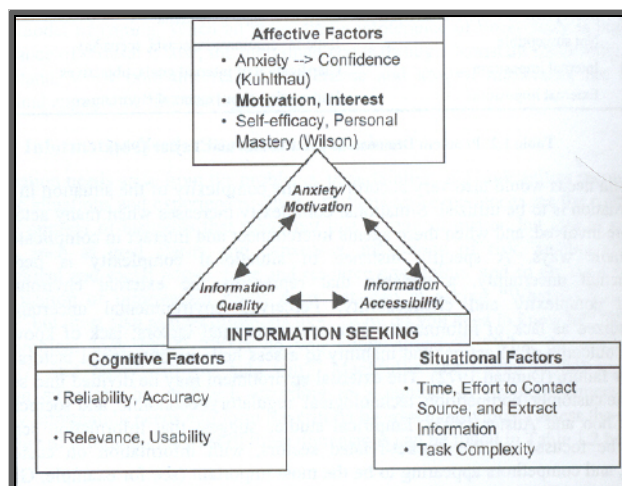 Affective Factors
• Anxiety --> Confidence
(Kuhlthau)
• Motivation, Interest
• Self-efficacy, Personal
Mastery (Wilson)
Anxiety/
Motivation
Information
Quality
Information
Accessibility
INFORMATION SEEKING
Cognitive Factors
• Reliability, Accuracy
• Relevance, Usability
Situational Factors
• Time, Effort to Contact
Source, and Extract
Information
• Task Complexity